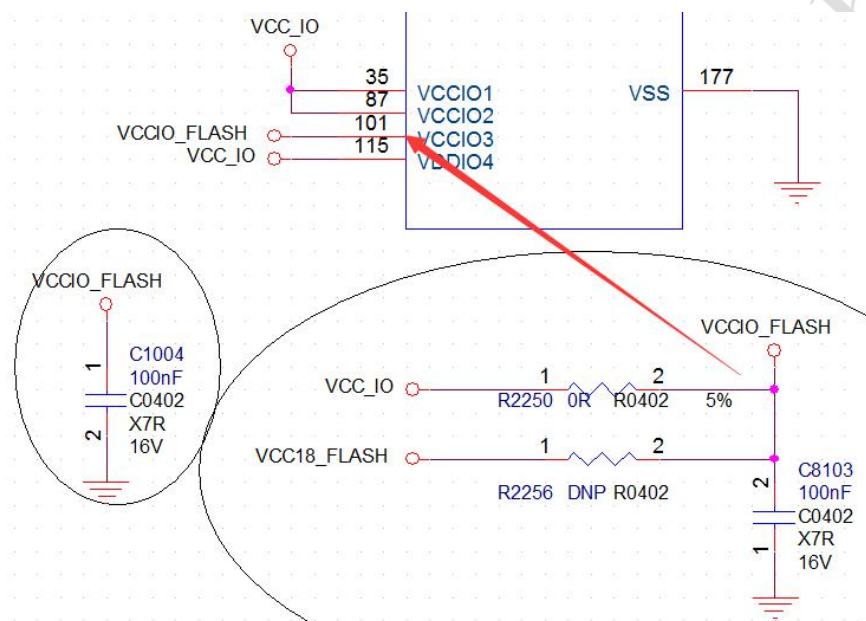 VCC_IO
35
VCCIO1
VSS
177
87
VCCIO2
VCCIO_FLASH
101
VCCIO3
VCC_IO
115
VDDIO4
VCCIO_FLASH
1
C1004
100nF
C0402
X7R
16V
2
VCCIO_FLASH
VCC_IO
1
2
R2250 0R R0402 5%
VCC18_FLASH
1
2
R2256 DNP R0402
2
C8103
100nF
C0402
X7R
16V
1